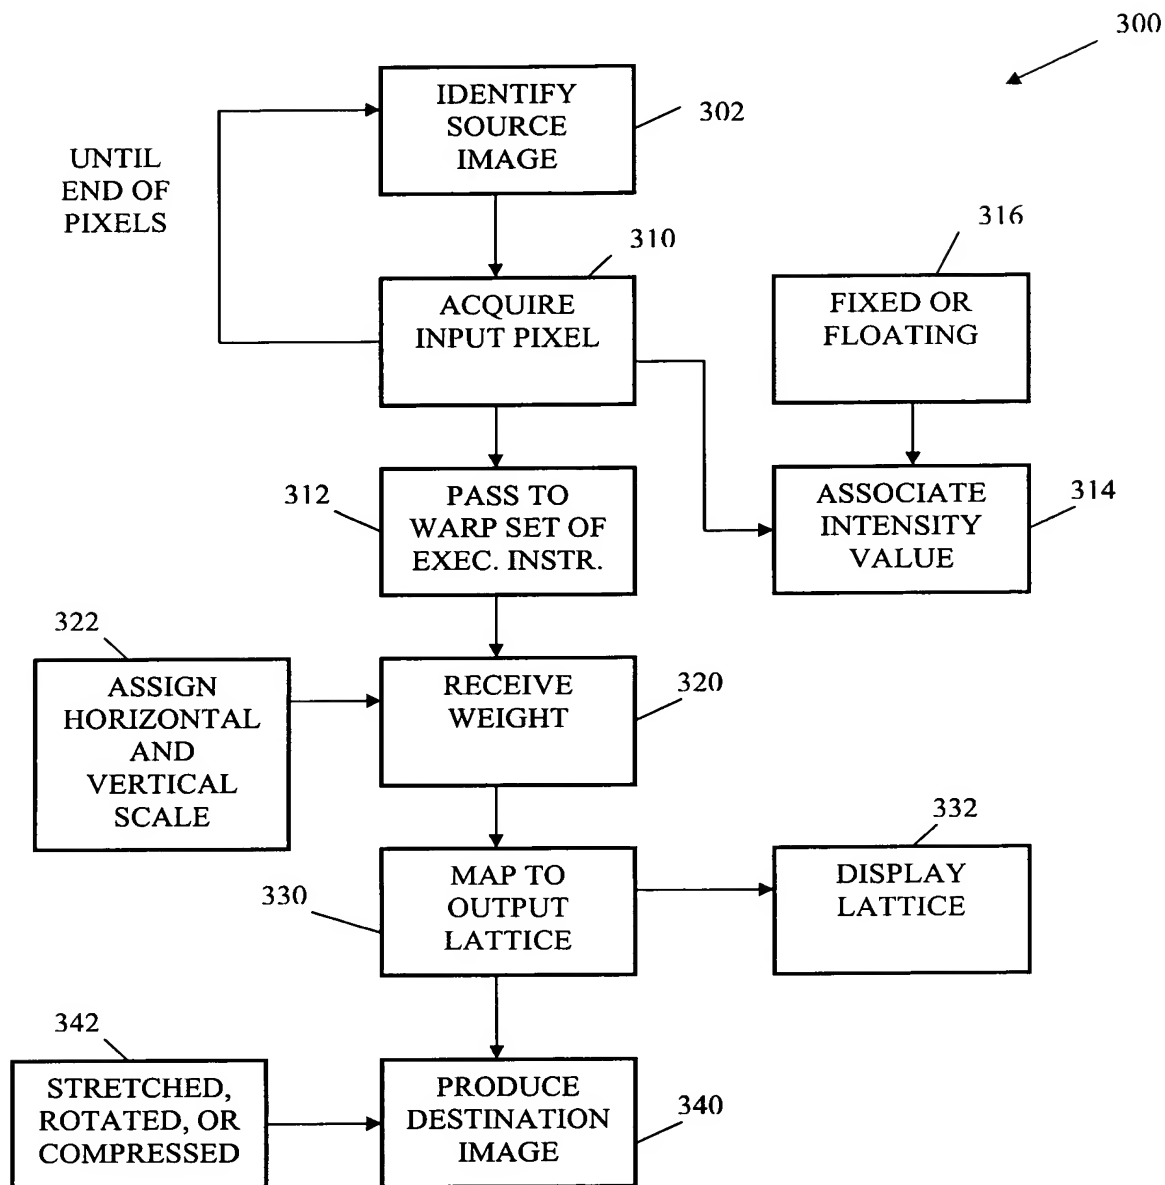 300
IDENTIFY
SOURCE
IMAGE
302
UNTIL
END OF
PIXELS
310
316
ACQUIRE
INPUT PIXEL
FIXED OR
FLOATING
312
PASS TO
WARP SET OF
EXEC. INSTR.
ASSOCIATE
INTENSITY
VALUE
314
322
ASSIGN
HORIZONTAL
AND
VERTICAL
SCALE
RECEIVE
WEIGHT
320
330
MAP TO
OUTPUT
LATTICE
332
DISPLAY
LATTICE
342
STRETCHED,
ROTATED, OR
COMPRESSED
PRODUCE
DESTINATION
IMAGE
340